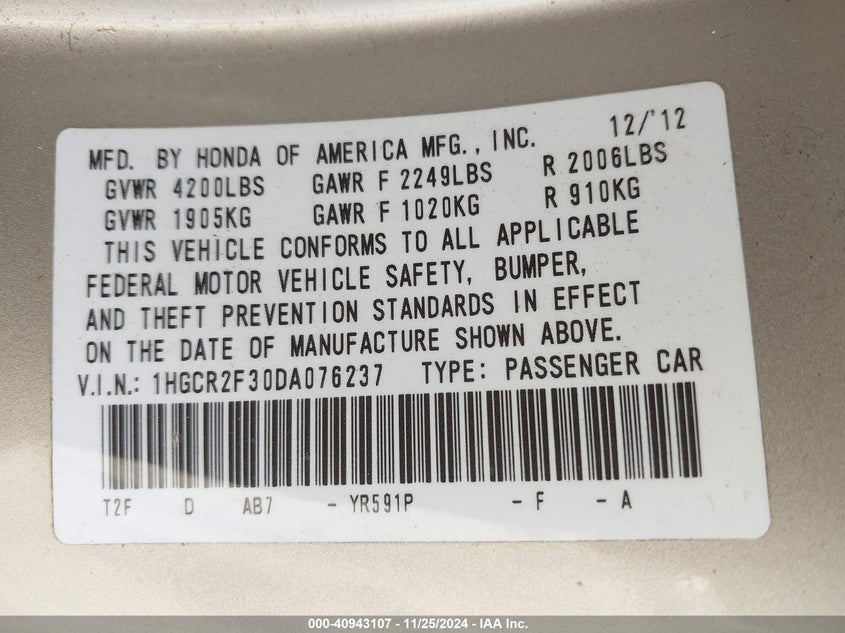 MFD. BY HONDA OF AMERICA MFG., INC. 12/'12
GVWR 4200LBS GAWR F 2249LBS R 2006LBS
GVWR 1905KG GAWR F 1020KG R 910KG
THIS VEHICLE CONFORMS TO ALL APPLICABLE
FEDERAL MOTOR VEHICLE SAFETY, BUMPER,
AND THEFT PREVENTION STANDARDS IN EFFECT
ON THE DATE OF MANUFACTURE SHOWN ABOVE.
V.I.N.: 1HGCR2F30DA076237 TYPE: PASSENGER CAR
T2F D AB7 - YR591P - F - A
000-40943107 - 11/25/2024 - IAA Inc.